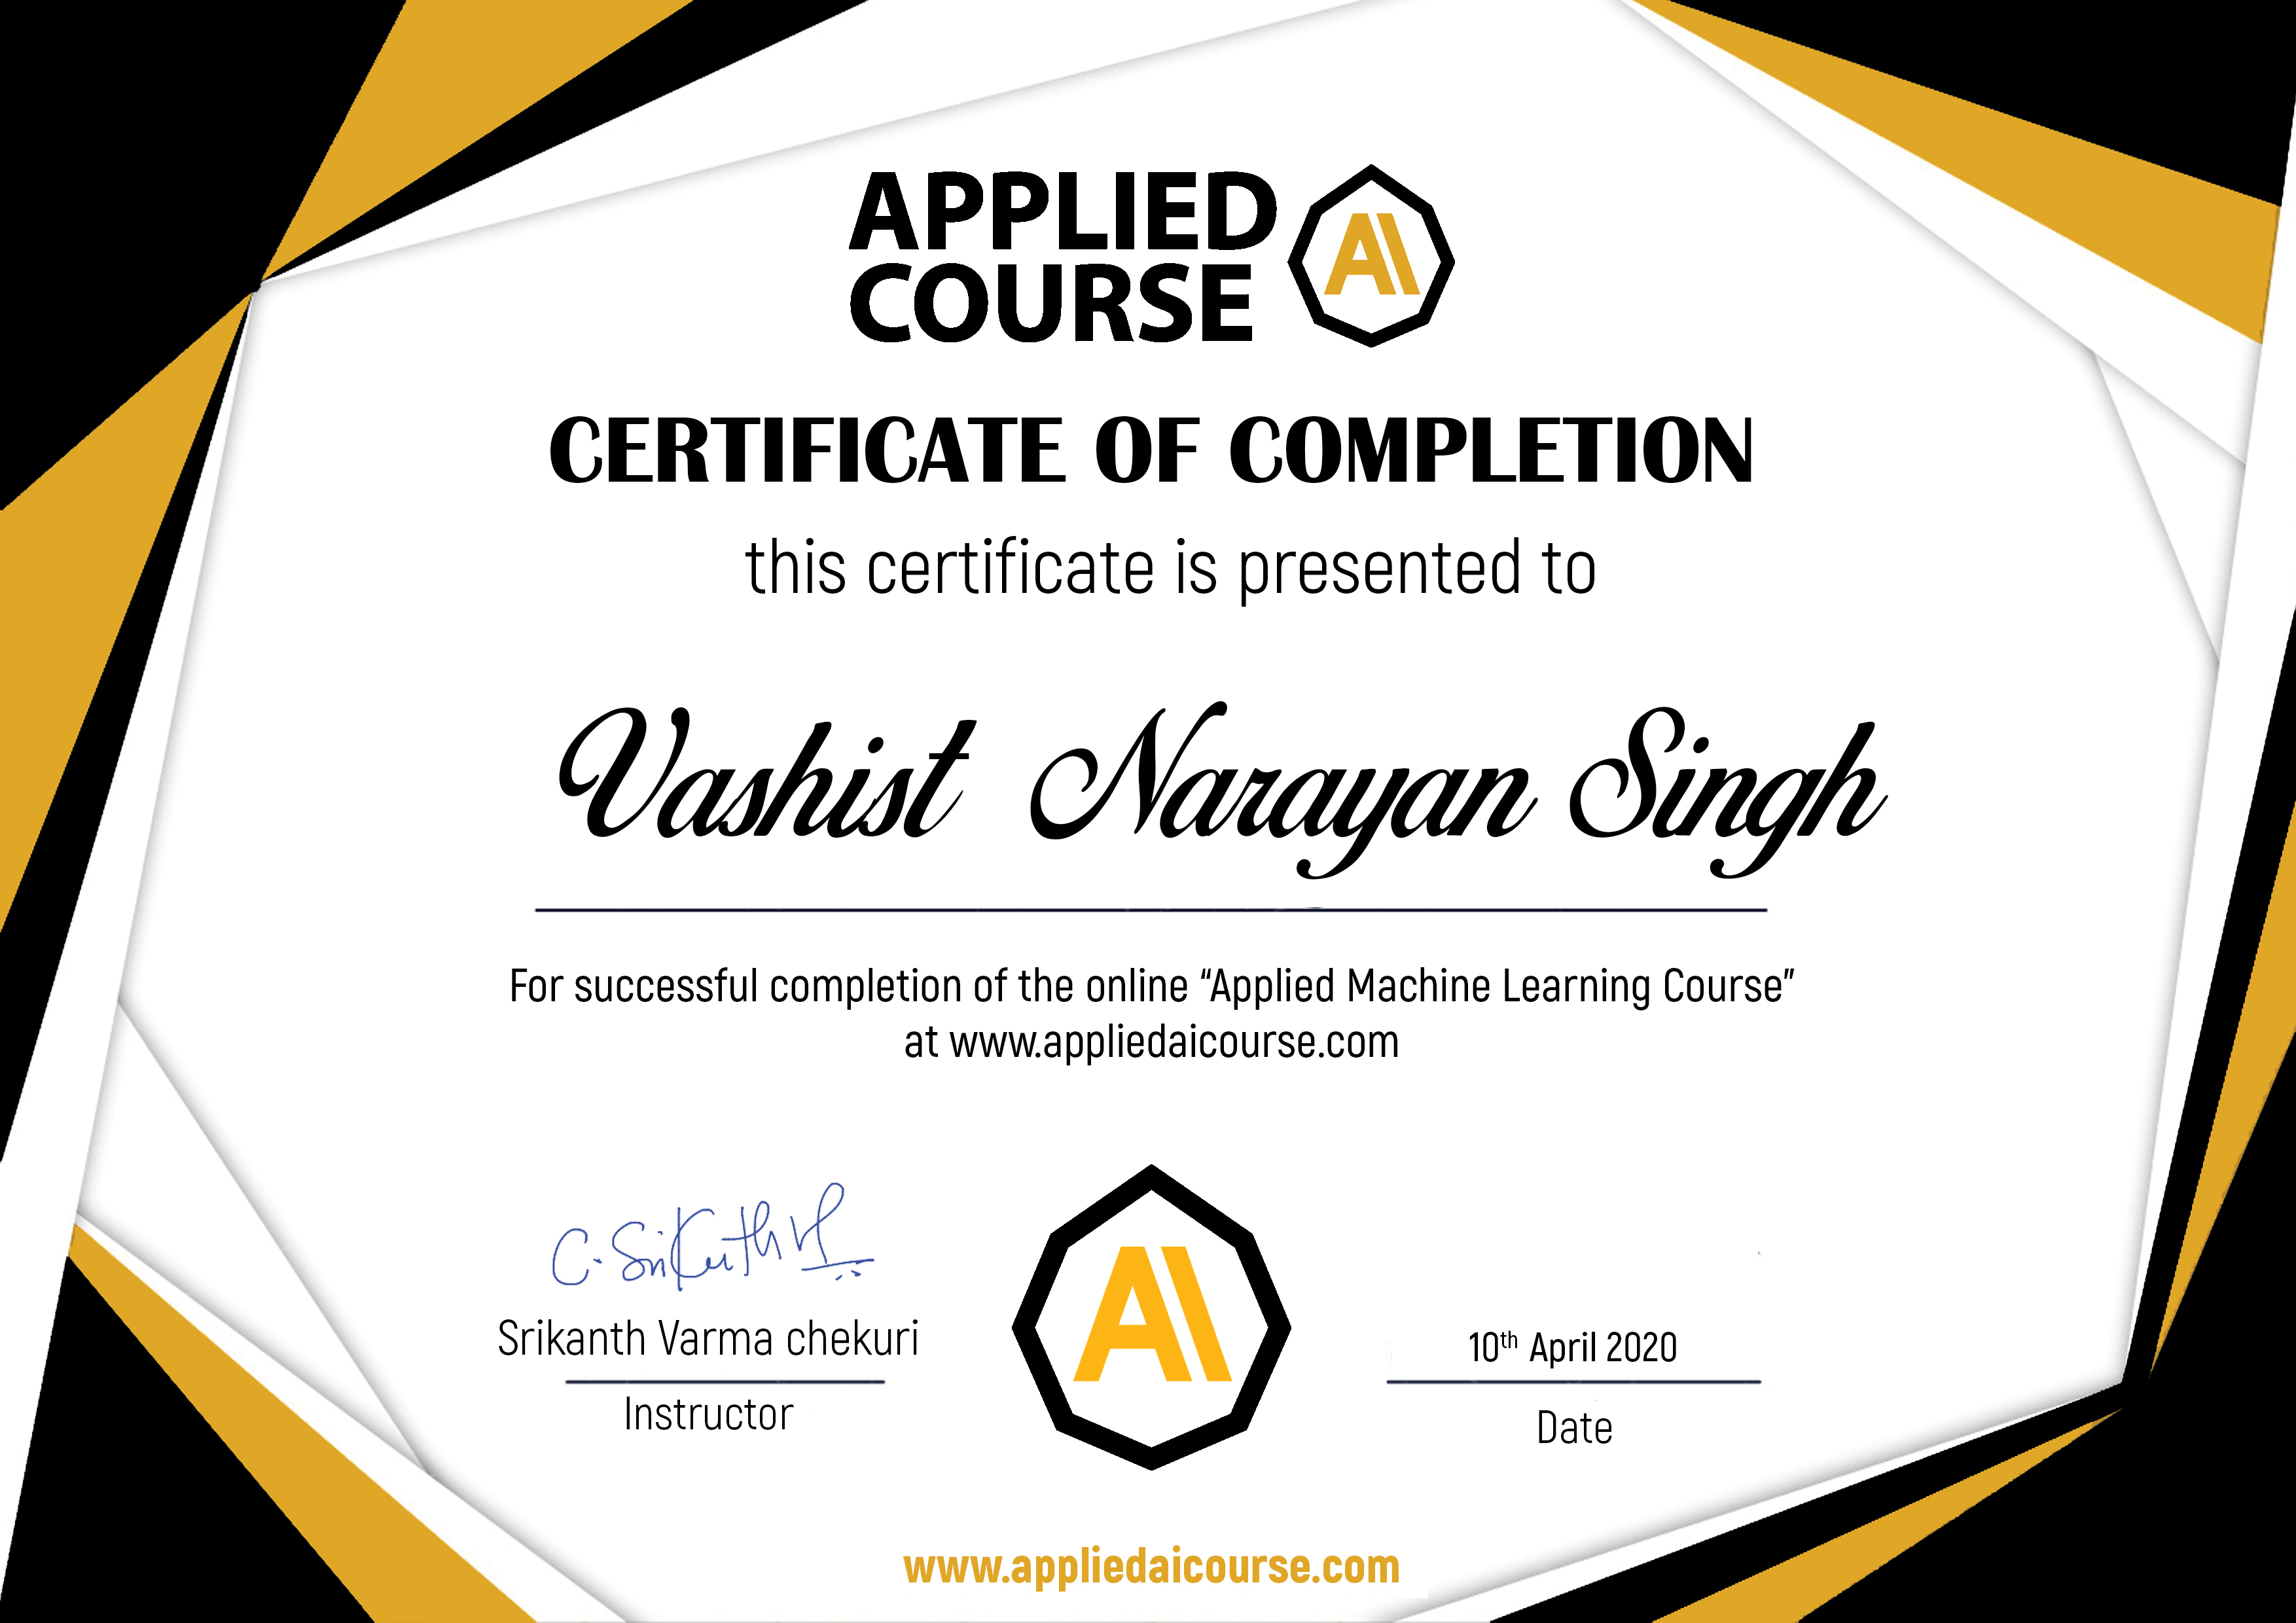 APPLIED
COURSE
AI
CERTIFICATE OF COMPLETION
this certificate is presented to
Vashist Narayan Singh
For successful completion of the online “Applied Machine Learning Course”
at www.appliedaicourse.com
C. Srikanth V
Srikanth Varma chekuri
Instructor
AI
10th April 2020
Date
www.appliedaicourse.com